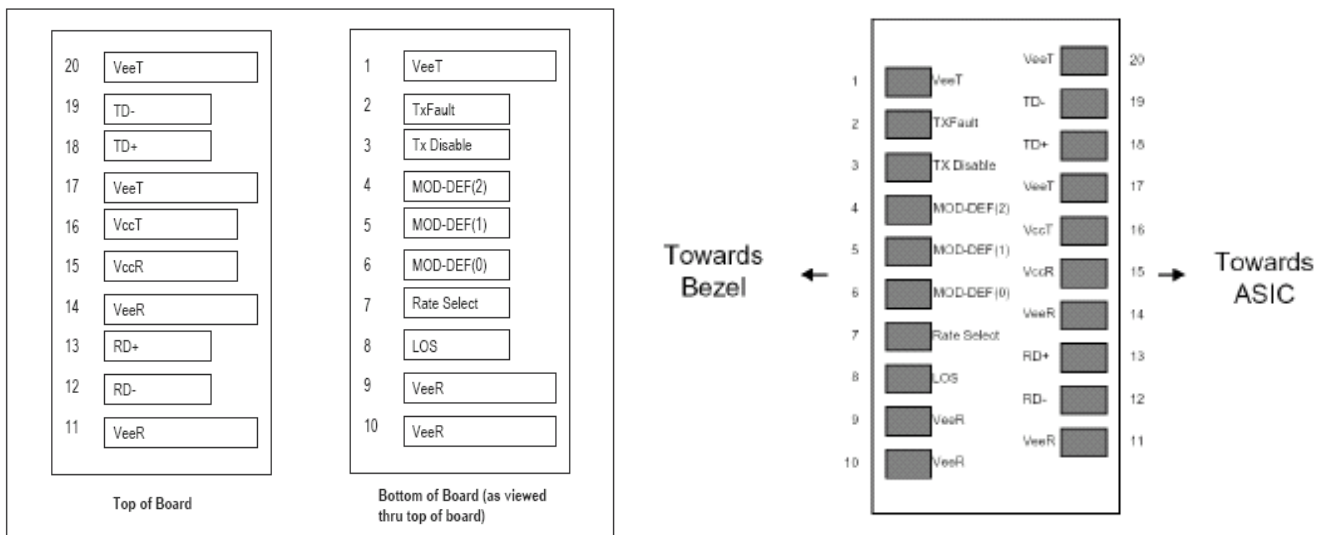 20 VeeT
19 TD-
18 TD+
17 VeeT
16 VccT
15 VccR
14 VeeR
13 RD+
12 RD-
11 VeeR
Top of Board
1 VeeT
2 TxFault
3 Tx Disable
4 MOD-DEF(2)
5 MOD-DEF(1)
6 MOD-DEF(0)
7 Rate Select
8 LOS
9 VeeR
10 VeeR
Bottom of Board (as viewed
thru top of board)
Towards
Bezel
1 VeeT
2 TXFault
3 TX Disable
4 MOD-DEF(2)
5 MOD-DEF(1)
6 MOD-DEF(0)
7 Rate Select
8 LOS
9 VeeR
10 VeeR
VeeT 20
TD- 19
TD+ 18
VeeT 17
VccT 16
VccR 15
VeeR 14
RD+ 13
RD- 12
VeeR 11
Towards
ASIC